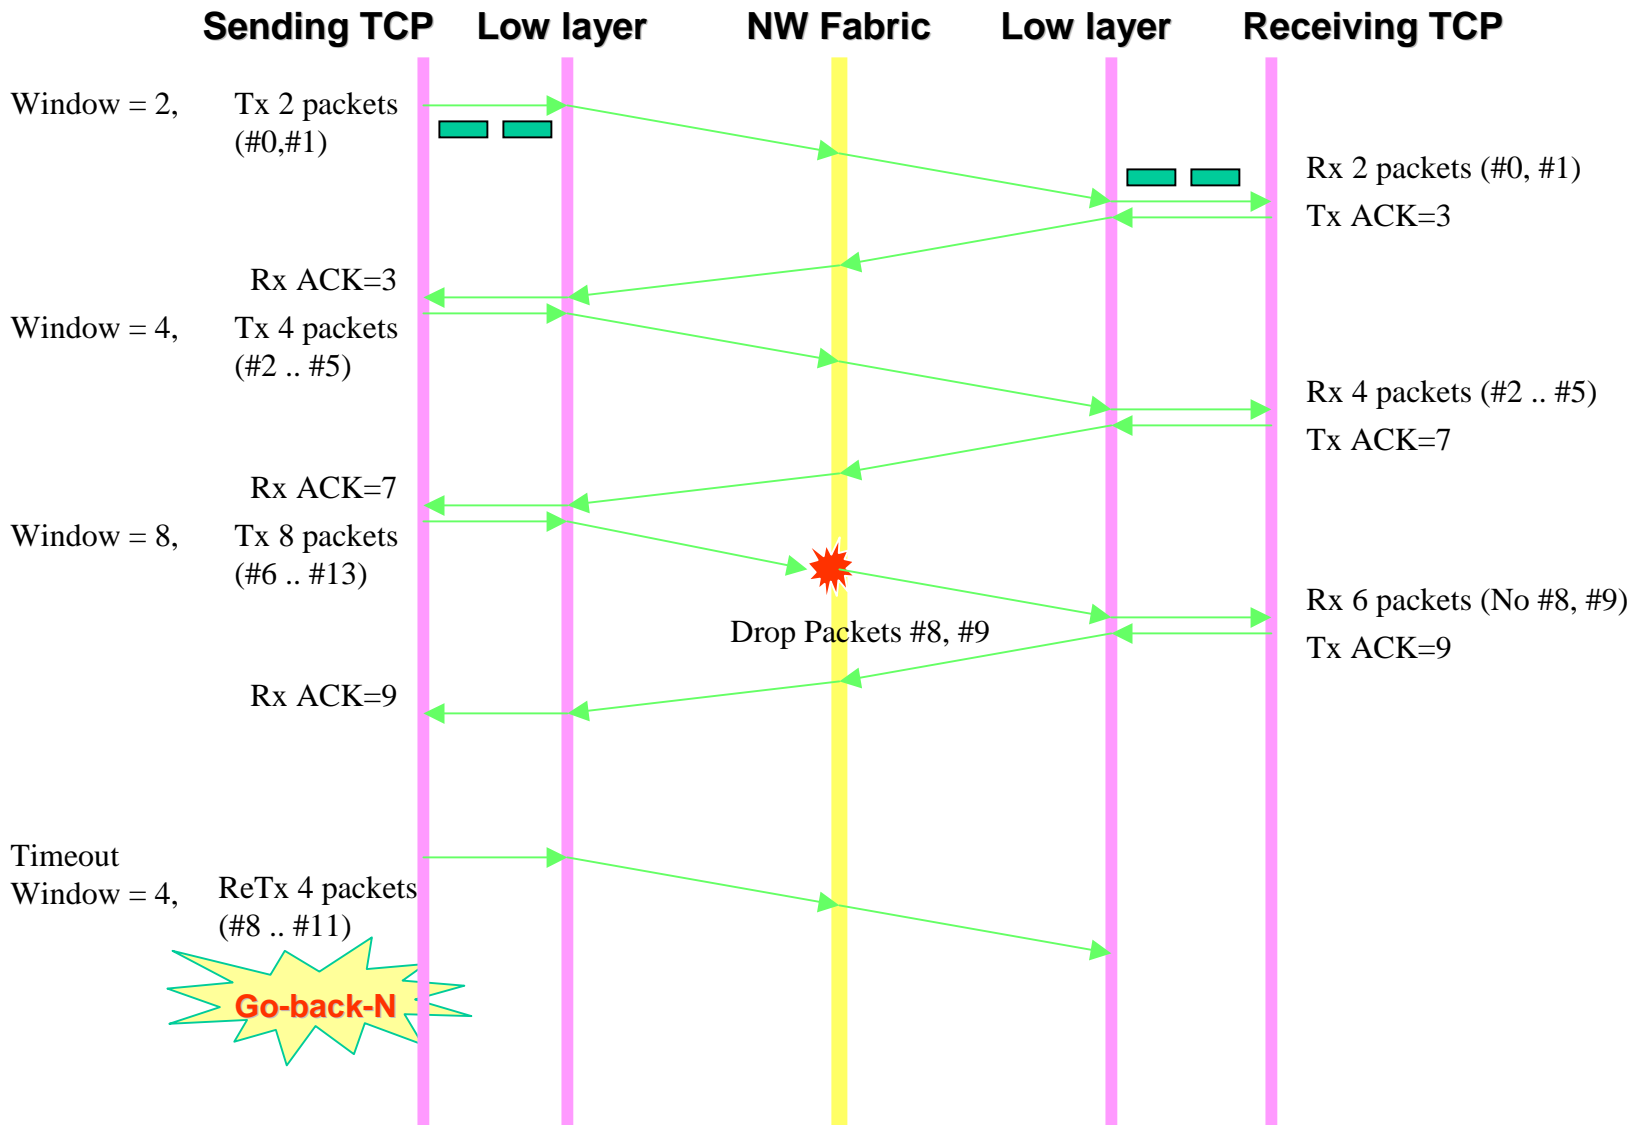 Sending TCP Low layer NW Fabric Low layer Receiving TCP
Window = 2, Tx 2 packets
(#0,#1)
Rx 2 packets (#0, #1)
Tx ACK=3
Rx ACK=3
Window = 4, Tx 4 packets
(#2 .. #5)
Rx 4 packets (#2 .. #5)
Tx ACK=7
Rx ACK=7
Window = 8, Tx 8 packets
(#6 .. #13)
Rx 6 packets (No #8, #9)
Drop Packets #8, #9
Tx ACK=9
Rx ACK=9
Timeout
Window = 4, ReTx 4 packets
(#8 .. #11)
Go-back-N